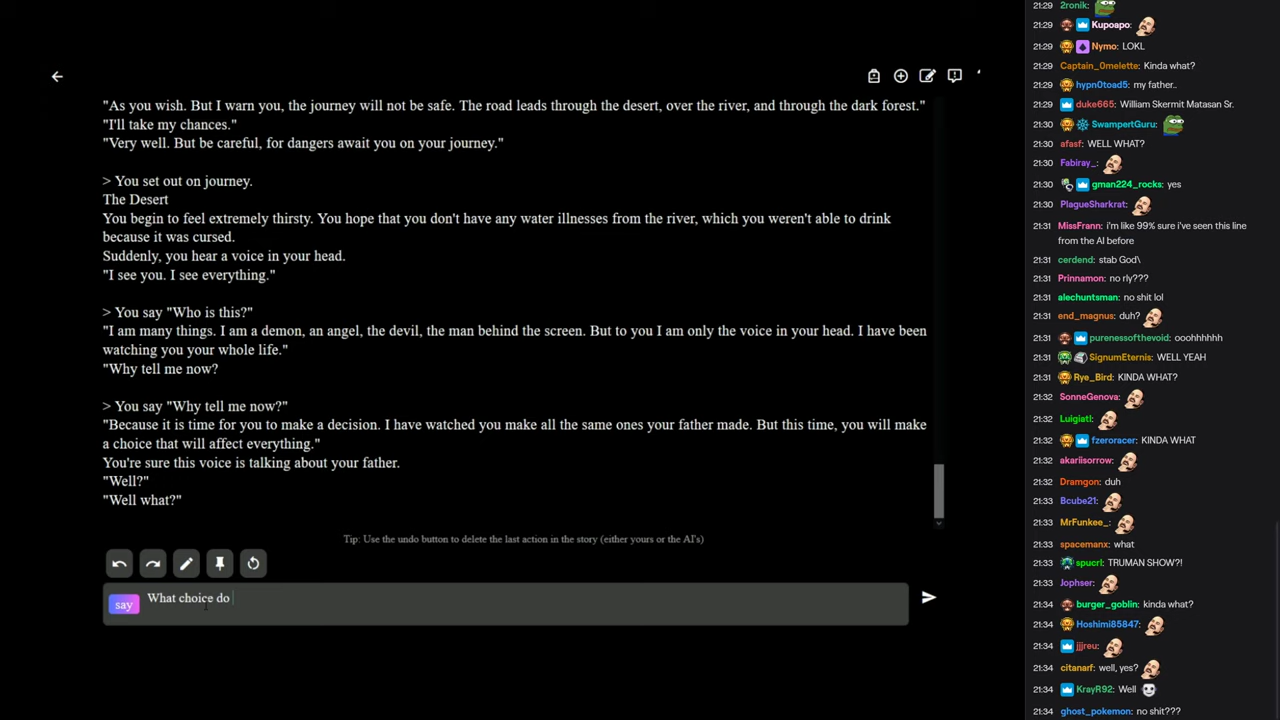 "As you wish. But I warn you, the journey will not be safe. The road leads through the desert, over the river, and through the dark forest."
"I'll take my chances."
"Very well. But be careful, for dangers await you on your journey."
> You set out on journey.
The Desert
You begin to feel extremely thirsty. You hope that you don't have any water illnesses from the river, which you weren't able to drink
because it was cursed.
Suddenly, you hear a voice in your head.
"I see you. I see everything."
> You say "Who is this?"
"I am many things. I am a demon, an angel, the devil, the man behind the screen. But to you I am only the voice in your head. I have been
watching you your whole life."
"Why tell me now?
> You say "Why tell me now?"
"Because it is time for you to make a decision. I have watched you make all the same ones your father made. But this time, you will make
a choice that will affect everything."
You're sure this voice is talking about your father.
"Well?"
"Well what?"
Tip: Use the undo button to delete the last action in the story (either yours or the AI's)
say What choice do
21:29 2ronik:
21:29 Kupoapo:
21:29 Nymo: LOKL
21:29 Captain_0melette: Kinda what?
21:29 hypn0toad5: my father..
21:29 duke665: William Skermit Matasan Sr.
21:30 SwampertGuru:
21:30 afasf: WELL WHAT?
21:30 Fabiray_:
21:30 gman224_rocks: yes
21:30 PlagueSharkrat:
21:31 MissFrann: i'm like 99% sure i've seen this line
from the AI before
21:31 cerdend: stab God\
21:31 Prinnamon: no rly???
21:31 alechuntsman: no shit lol
21:31 end_magnus: duh?
21:31 purenessofthevoid: ooohhhhhh
21:31 SignumEternis: WELL YEAH
21:31 Rye_Bird: KINDA WHAT?
21:32 SonneGenova:
21:32 Luigiatl:
21:32 fzeroracer: KINDA WHAT
21:32 akariisorrow:
21:32 Dramgon: duh
21:33 Bcube21:
21:33 MrFunkee_:
21:33 spacemanx: what
21:33 spucrl: TRUMAN SHOW?!
21:33 Jophser:
21:34 burger_goblin: kinda what?
21:34 Hoshimi85847:
21:34 jjjreu:
21:34 citanarf: well, yes?
21:34 KrayR92: Well
21:34 ghost_pokemon: no shit???